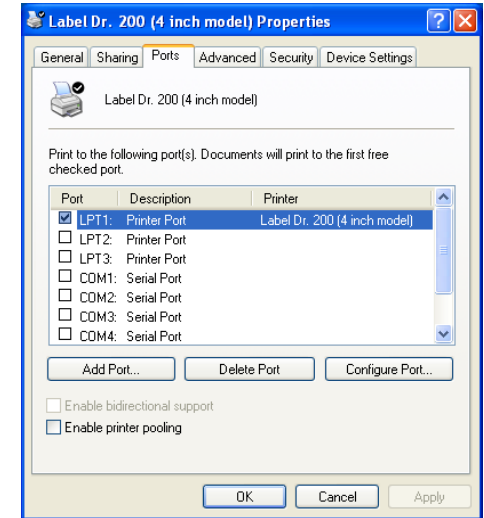 Label Dr. 200 (4 inch model) Properties
General Sharing Ports Advanced Security Device Settings
Label Dr. 200 (4 inch model)
Print to the following port(s). Documents will print to the first free
checked port.
Port Description Printer
LPT1: Printer Port Label Dr. 200 (4 inch model)
LPT2: Printer Port
LPT3: Printer Port
COM1: Serial Port
COM2: Serial Port
COM3: Serial Port
COM4: Serial Port
Add Port... Delete Port Configure Port...
Enable bidirectional support
Enable printer pooling
OK Cancel Apply